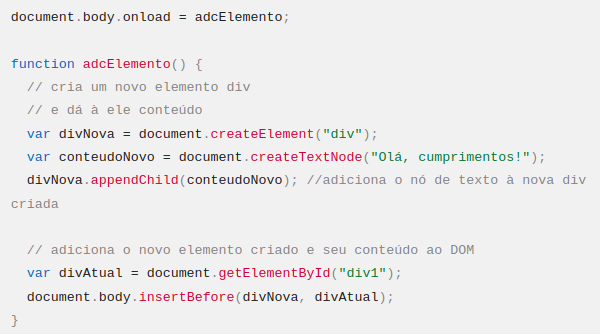 document.body.onload = adcElemento;

function adcElemento() {
  // cria um novo elemento div
  // e dá à ele conteúdo
  var divNova = document.createElement("div");
  var conteudoNovo = document.createTextNode("Olá, cumprimentos!");
  divNova.appendChild(conteudoNovo); //adiciona o nó de texto à nova div
criada

  // adiciona o novo elemento criado e seu conteúdo ao DOM
  var divAtual = document.getElementById("div1");
  document.body.insertBefore(divNova, divAtual);
}